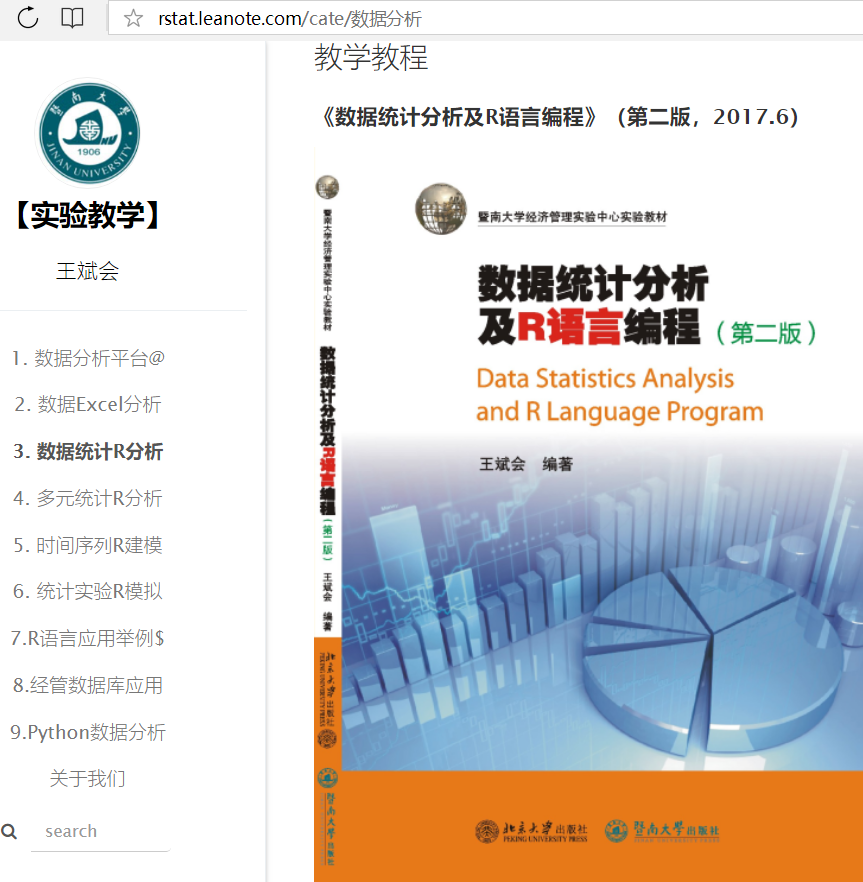 rstat.leanote.com/cate/数据分析
暨南大学
1906
JINAN UNIVERSITY
【实验教学】
王斌会
1. 数据分析平台@
2. 数据Excel分析
3. 数据统计R分析
4. 多元统计R分析
5. 时间序列R建模
6. 统计实验R模拟
7.R语言应用举例$
8.经管数据库应用
9.Python数据分析
关于我们
search
教学教程
《数据统计分析及R语言编程》（第二版，2017.6）
暨南大学经济管理实验中心实验教材
数据统计分析及R语言编程
（第二版）
王斌会 编著
北京大学出版社
PEKING UNIVERSITY PRESS
暨南大学出版社
暨南大学经济管理实验中心实验教材
数据统计分析
及R语言编程（第二版）
Data Statistics Analysis
and R Language Program
王斌会 编著
北京大学出版社
PEKING UNIVERSITY PRESS
暨南大学出版社